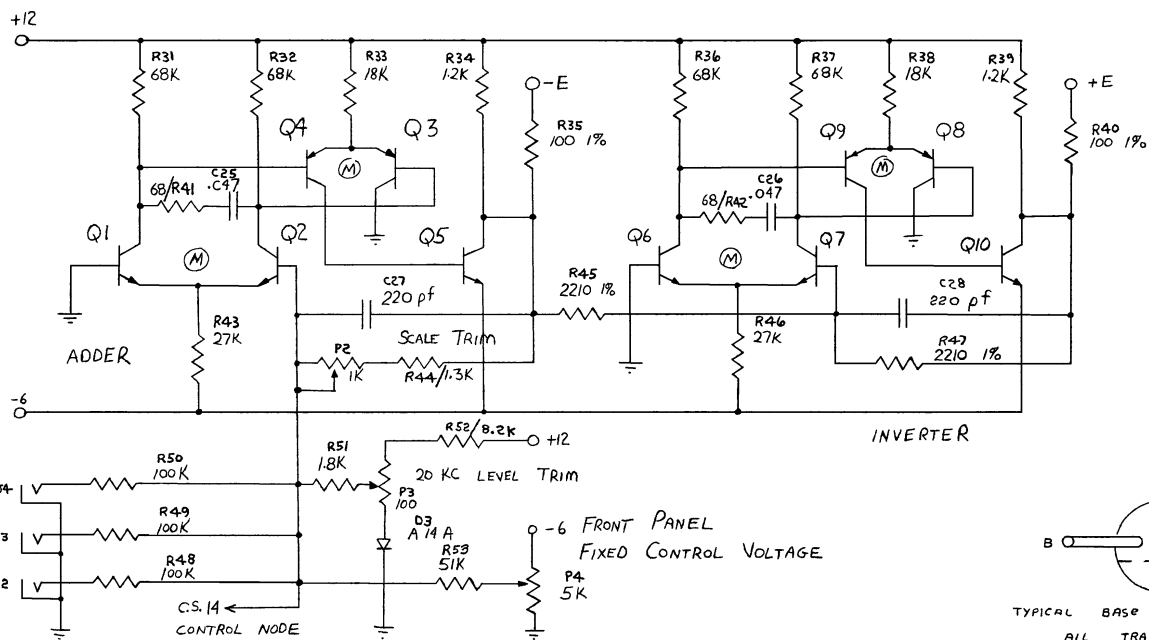 +12
R31
68K
R32
68K
R33
18K
R34
1.2K
-E
R35
100 1%
Q4
Q3
M
68/R41
C25
.C47
Q1
Q2
M
Q5
C27
220 pf
R43
27K
ADDER
SCALE TRIM
P2
1K
R44/1.3K
-6
R36
68K
R37
68K
R38
18K
R39
1.2K
+E
R40
100 1%
Q9
Q8
M
68/R42
C26
.047
Q6
Q7
M
Q10
R45
2210 1%
C28
220 pf
R46
27K
R47
2210 1%
INVERTER
R52/8.2K
+12
R50
100K
R51
1.8K
20 KC LEVEL TRIM
P3
100
54
R49
100K
D3
A 14 A
3
R48
100K
2
R53
51K
-6 FRONT PANEL
FIXED CONTROL VOLTAGE
P4
5K
C.S. 14
CONTROL NODE
B
TYPICAL BASE
ALL TRA